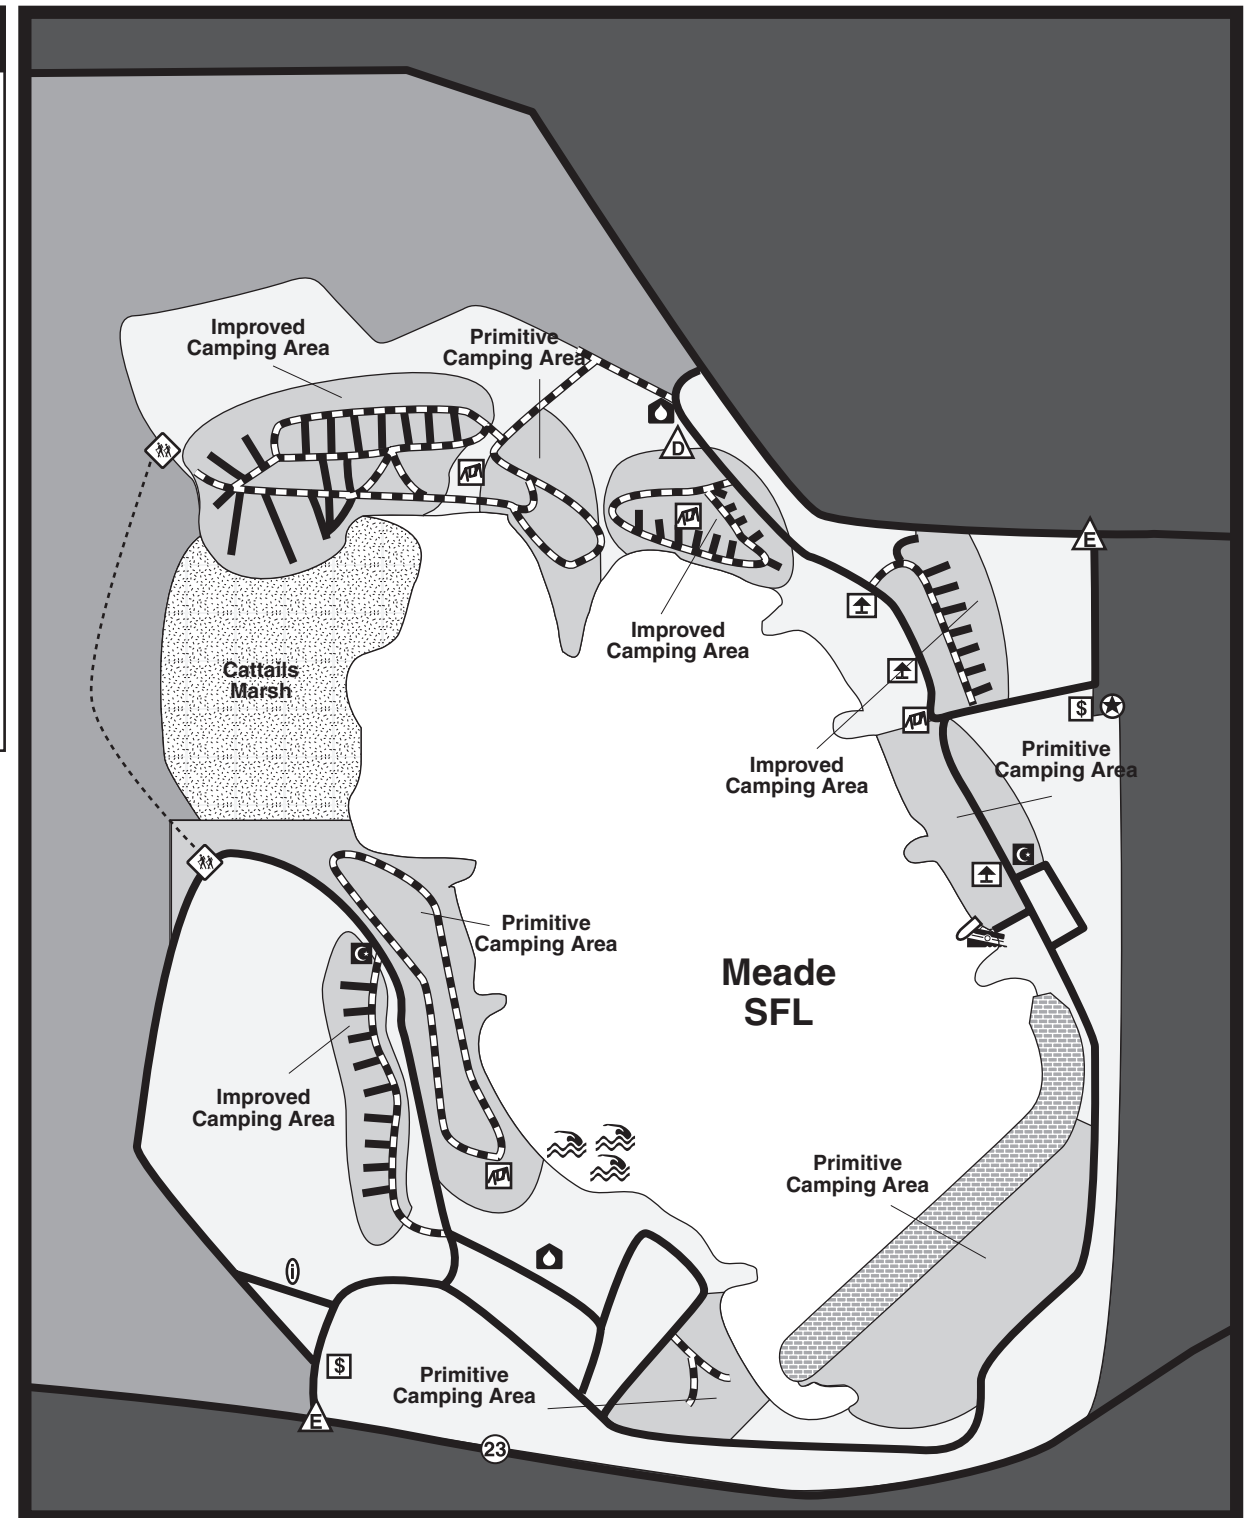 Improved
Camping Area
Primitive
Camping Area
D
E
Improved
Camping Area
Cattails
Marsh
$
Primitive
Camping Area
Improved
Camping Area
Primitive
Camping Area
Meade
SFL
Improved
Camping Area
Primitive
Camping Area
i
$
Primitive
Camping Area
E
23